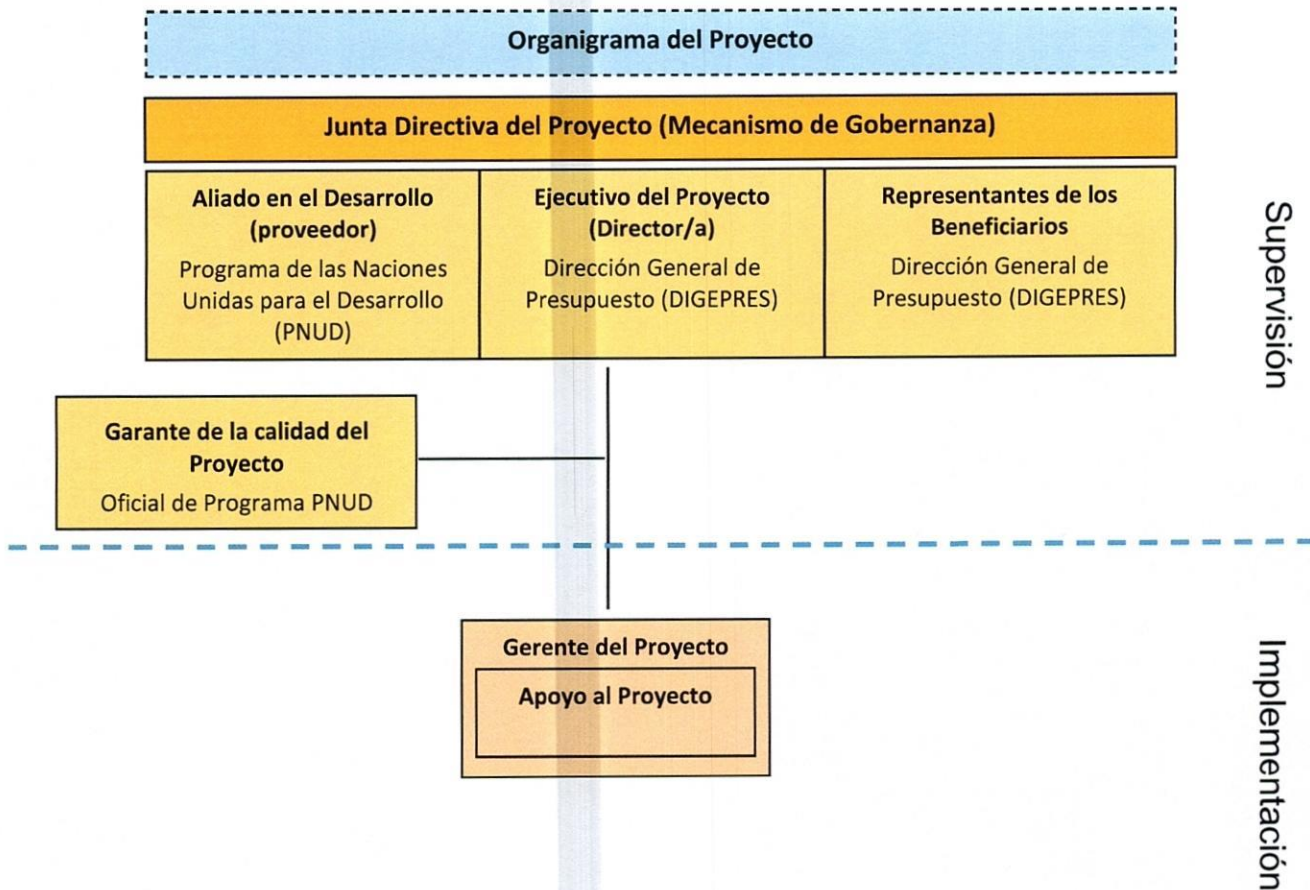 Organigrama del Proyecto
Junta Directiva del Proyecto (Mecanismo de Gobernanza)
Aliado en el Desarrollo
(proveedor)
Programa de las Naciones
Unidas para el Desarrollo
(PNUD)
Ejecutivo del Proyecto
(Director/a)
Dirección General de
Presupuesto (DIGEPRES)
Representantes de los
Beneficiarios
Dirección General de
Presupuesto (DIGEPRES)
Supervisión
Garante de la calidad del
Proyecto
Oficial de Programa PNUD
Gerente del Proyecto
Apoyo al Proyecto
Implementación